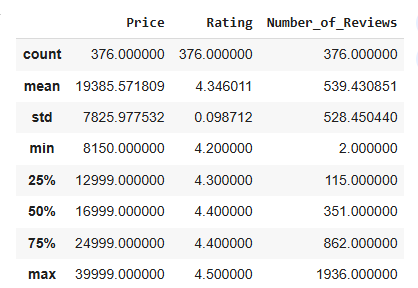 Price Rating Number_of_Reviews
count 376.000000 376.000000 376.000000
mean 19385.571809 4.346011 539.430851
std 7825.977532 0.098712 528.450440
min 8150.000000 4.200000 2.000000
25% 12999.000000 4.300000 115.000000
50% 16999.000000 4.400000 351.000000
75% 24999.000000 4.400000 862.000000
max 39999.000000 4.500000 1936.000000